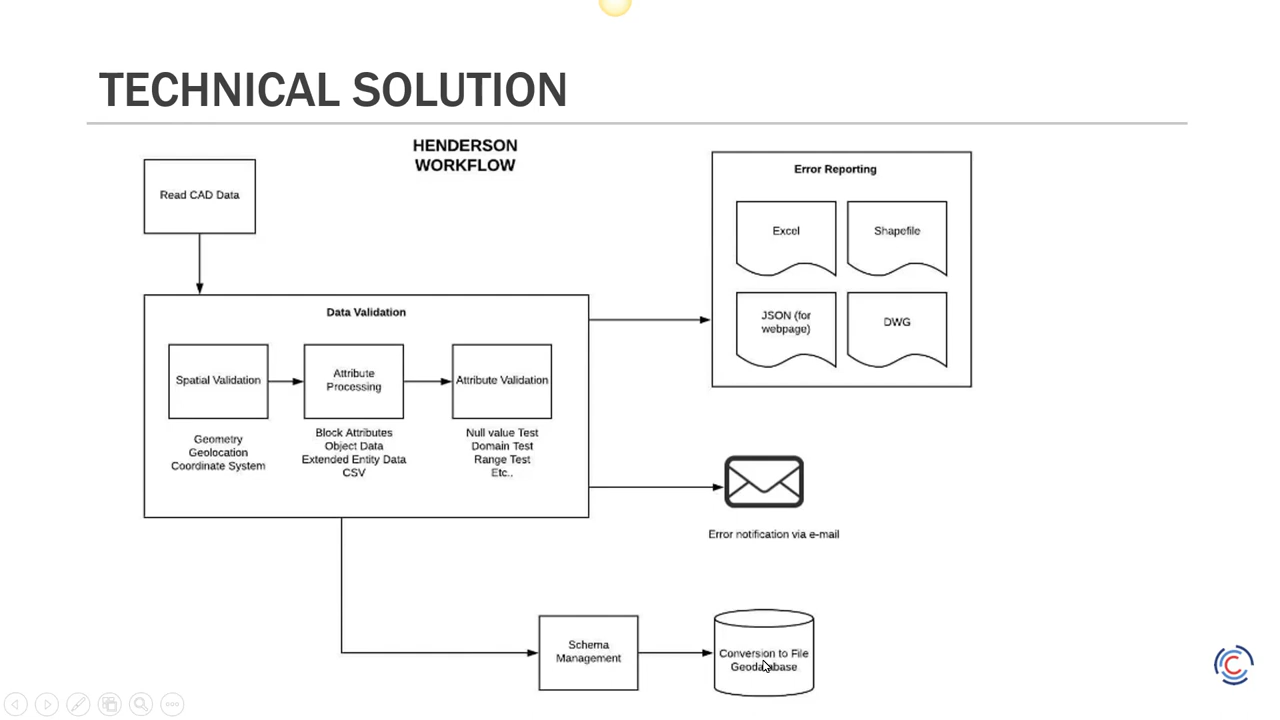 TECHNICAL SOLUTION
HENDERSON
WORKFLOW
Read CAD Data
Error Reporting
Excel
Shapefile
JSON (for
webpage)
DWG
Data Validation
Spatial Validation
Attribute
Processing
Attribute Validation
Geometry
Geolocation
Coordinate System
Block Attributes
Object Data
Extended Entity Data
CSV
Null value Test
Domain Test
Range Test
Etc..
Error notification via e-mail
Schema
Management
Conversion to File
Geodatabase